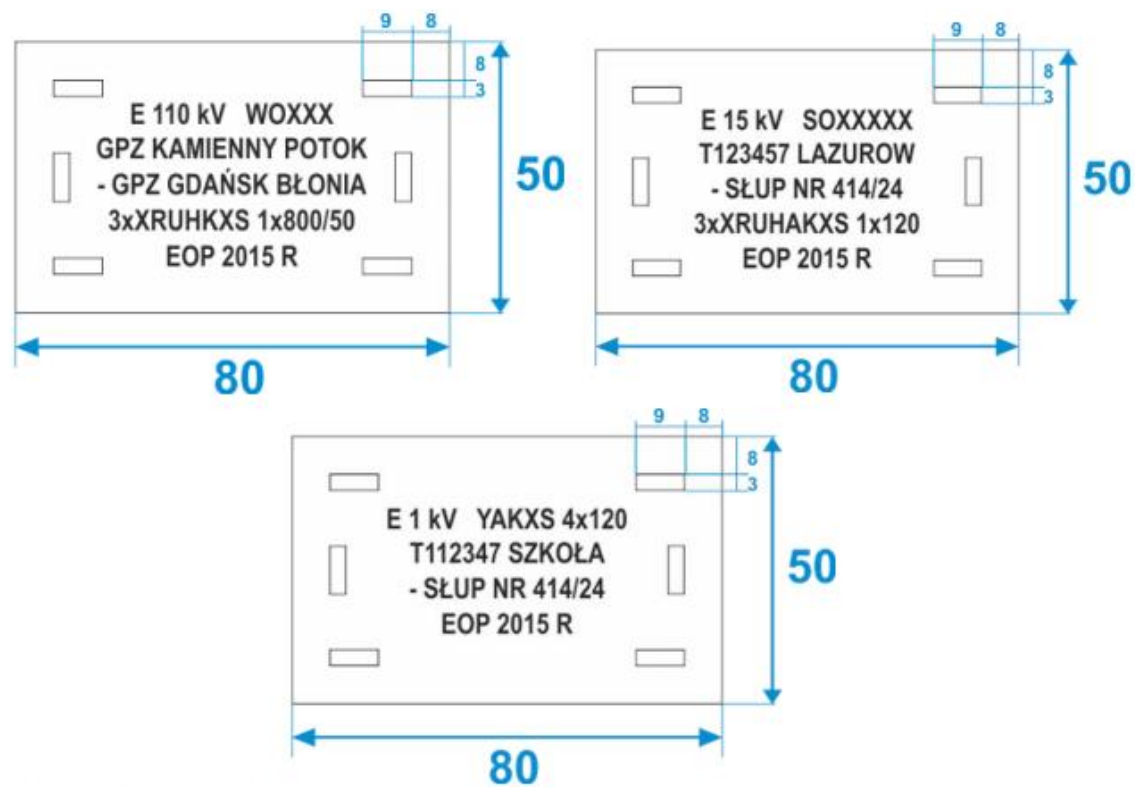 9 8
8
3
E 110 kV WOXXX
GPZ KAMIENNY POTOK
- GPZ GDAŃSK BŁONIA
3xXRUHKXS 1x800/50
EOP 2015 R
50
80
9 8
8
3
E 15 kV SOXXXXX
T123457 LAZUROW
- SŁUP NR 414/24
3xXRUHAKXS 1x120
EOP 2015 R
50
80
9 8
8
3
E 1 kV YAKXS 4x120
T112347 SZKOŁA
- SŁUP NR 414/24
EOP 2015 R
50
80